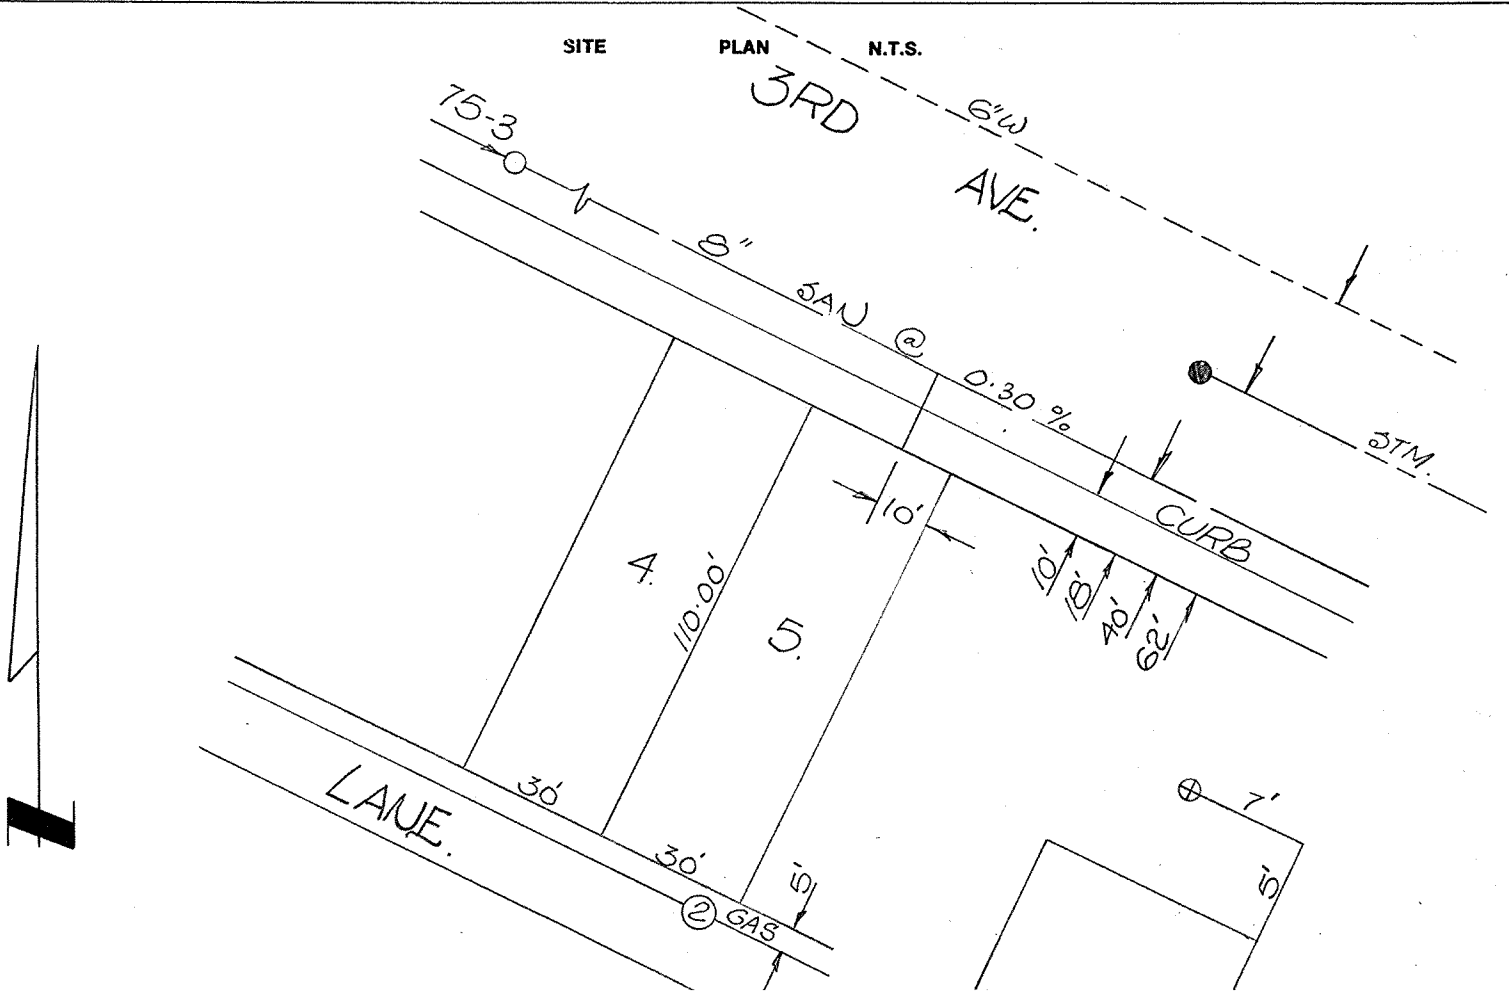 SITE PLAN N.T.S.
75-3
3RD
AVE.
6"W
8" SAN @ 0.30 %
STM.
CURB
10'
10'
18'
40'
62'
4.
110.00'
5.
30'
30'
LANE.
2
GAS
5'
7'
5'